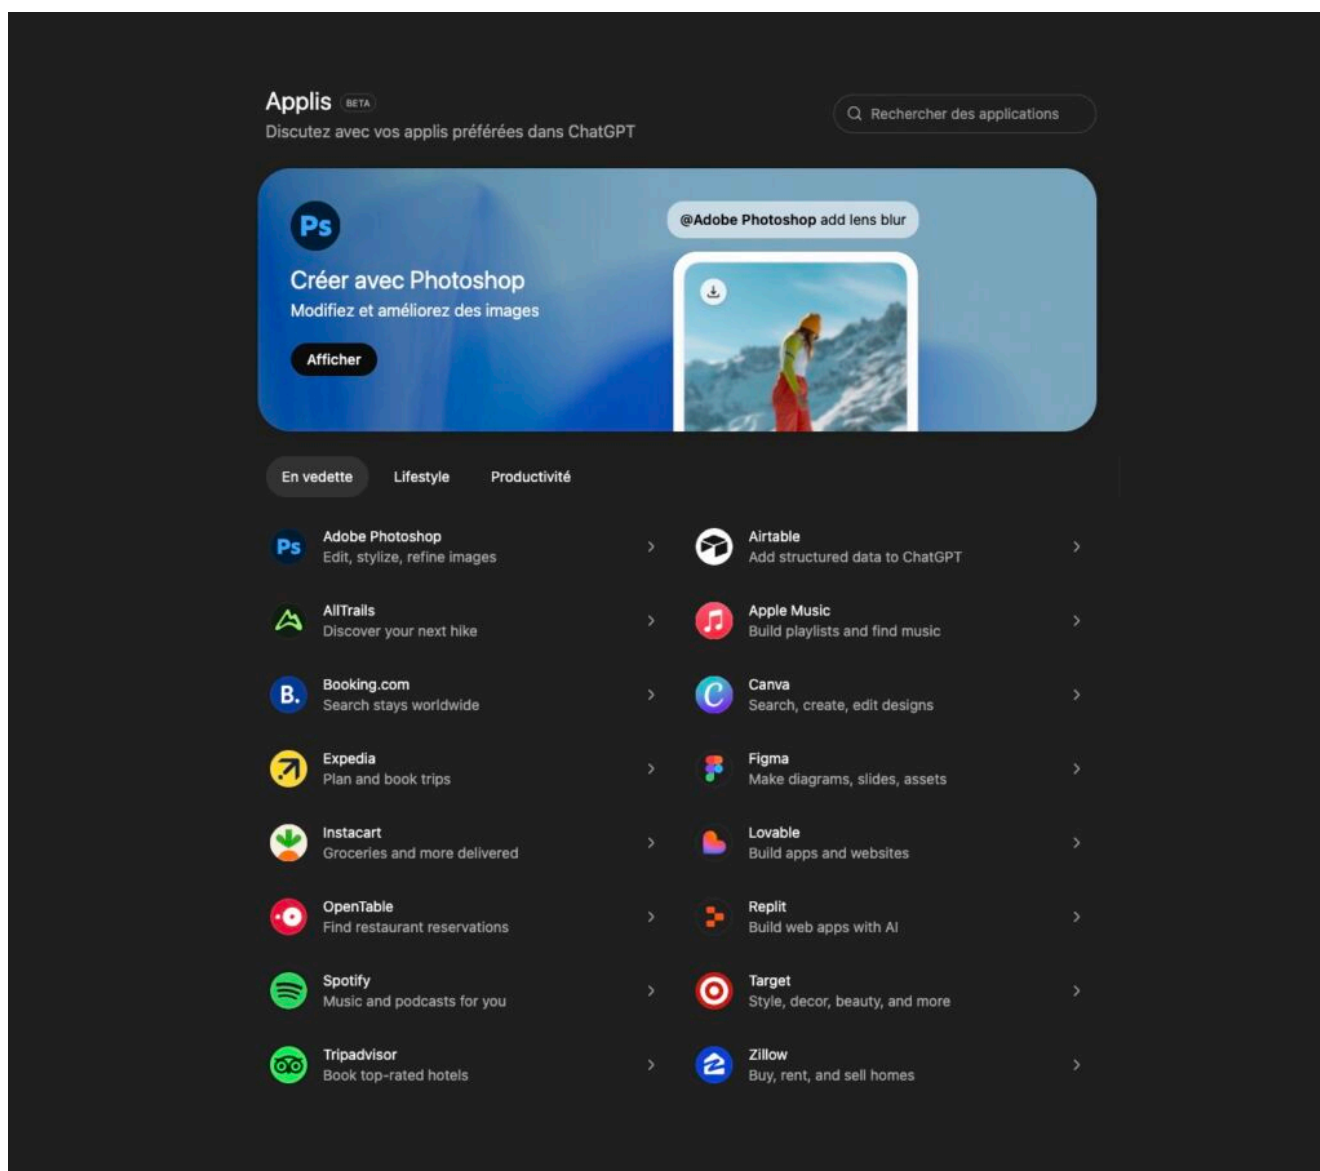 Applis BETA
Discutez avec vos applis préférées dans ChatGPT
Rechercher des applications
Ps
Créer avec Photoshop
Modifiez et améliorez des images
Afficher
@Adobe Photoshop add lens blur
En vedette Lifestyle Productivité
Ps
Adobe Photoshop
Edit, stylize, refine images
Airtable
Add structured data to ChatGPT
AllTrails
Discover your next hike
Apple Music
Build playlists and find music
B.
Booking.com
Search stays worldwide
C
Canva
Search, create, edit designs
Expedia
Plan and book trips
Figma
Make diagrams, slides, assets
Instacart
Groceries and more delivered
Lovable
Build apps and websites
OpenTable
Find restaurant reservations
Replit
Build web apps with AI
Spotify
Music and podcasts for you
Target
Style, decor, beauty, and more
Tripadvisor
Book top-rated hotels
Zillow
Buy, rent, and sell homes